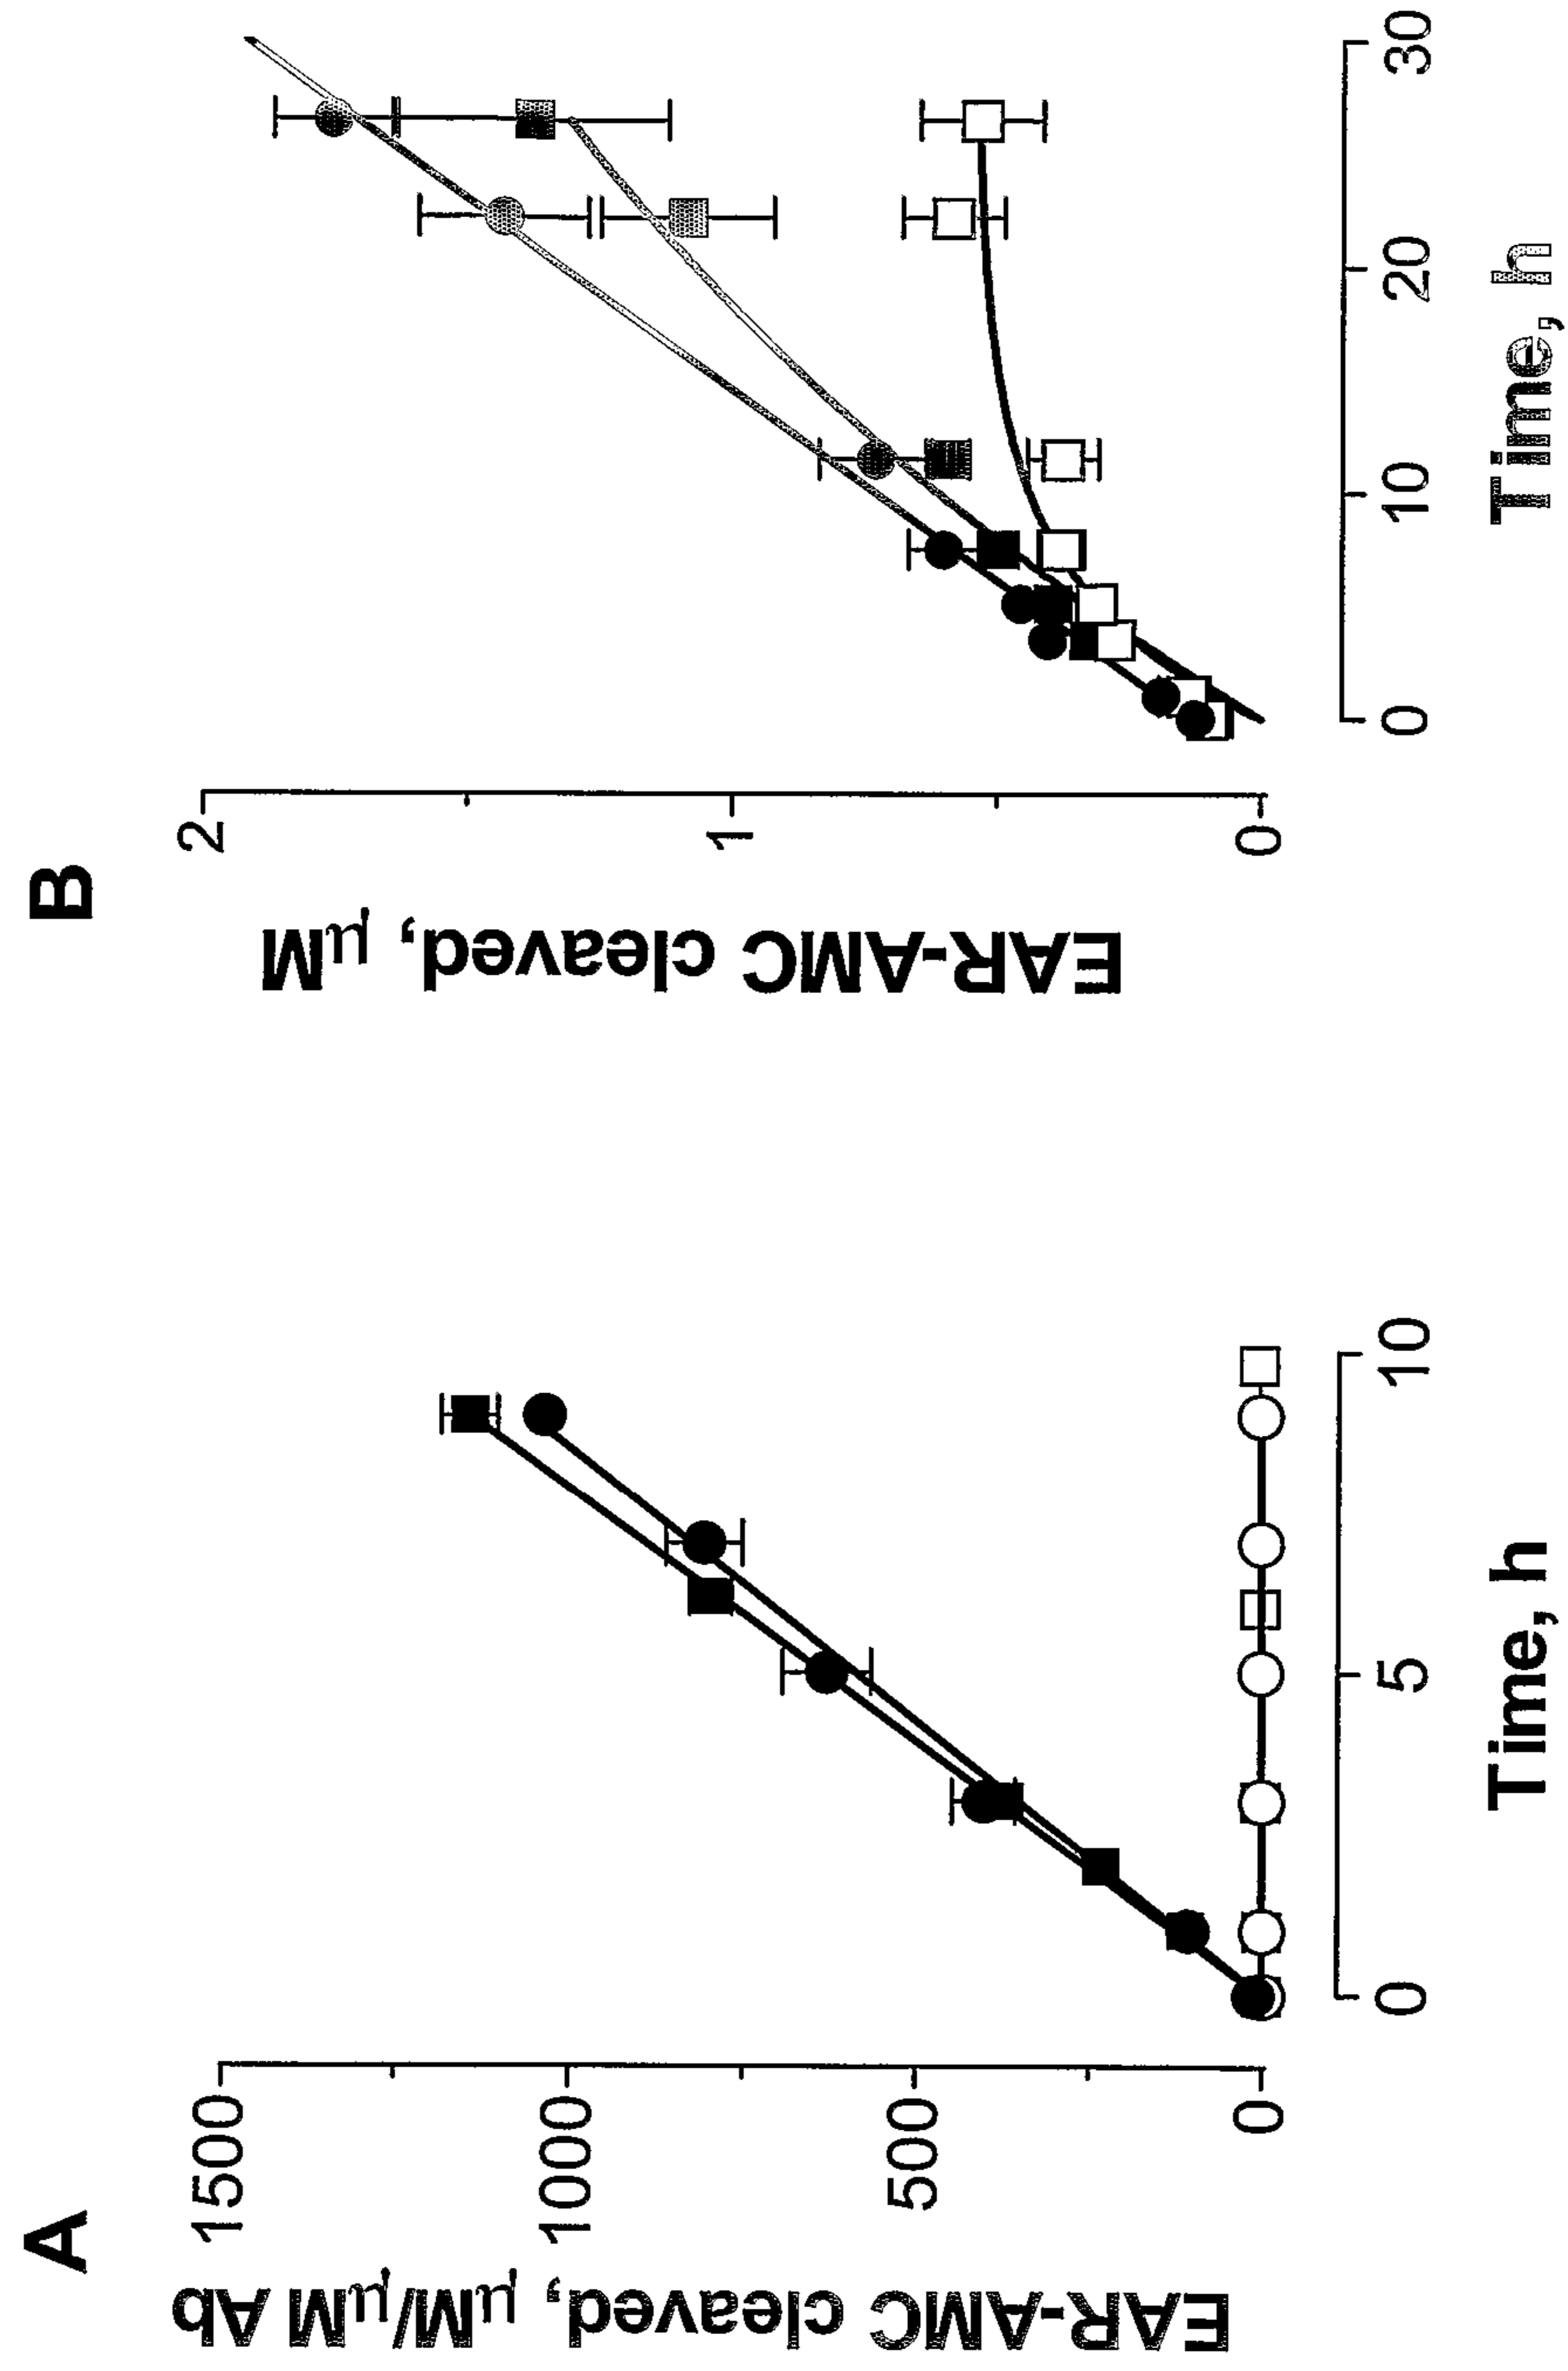 A
EAR-AMC cleaved, μM/μM Ab
1500
1000
500
0
0
5
10
Time, h
B
EAR-AMC cleaved, μM
2
1
0
0
10
20
30
Time, h